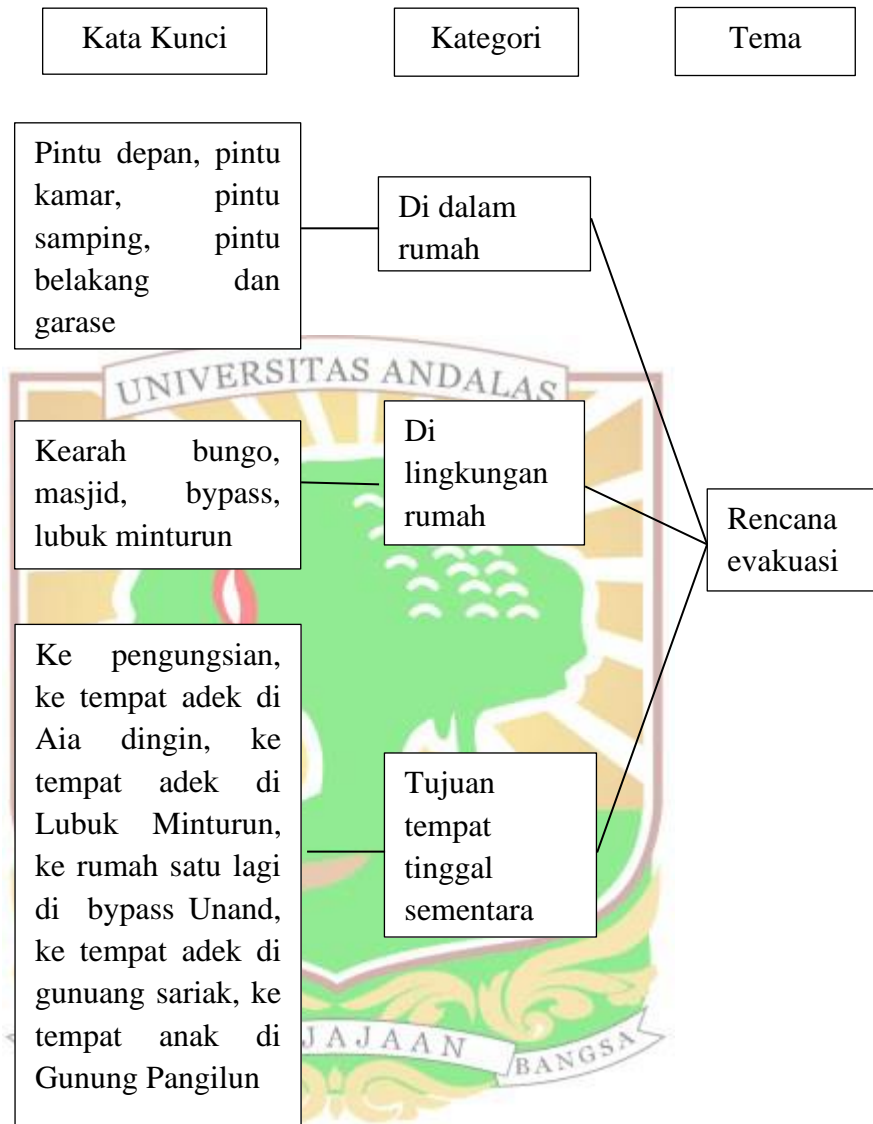 Kata Kunci
Kategori
Tema
Pintu depan, pintu
kamar, pintu
samping, pintu
belakang dan
garase
Di dalam
rumah
UNIVERSITAS ANDALAS
Kearah bungo,
masjid, bypass,
lubuk minturun
Di
lingkungan
rumah
Rencana
evakuasi
Ke pengungsian,
ke tempat adek di
Aia dingin, ke
tempat adek di
Lubuk Minturun,
ke rumah satu lagi
di bypass Unand,
ke tempat adek di
gunuang sariak, ke
tempat anak di
Gunung Pangilun
Tujuan
tempat
tinggal
sementara
JAJAAN BANGSA